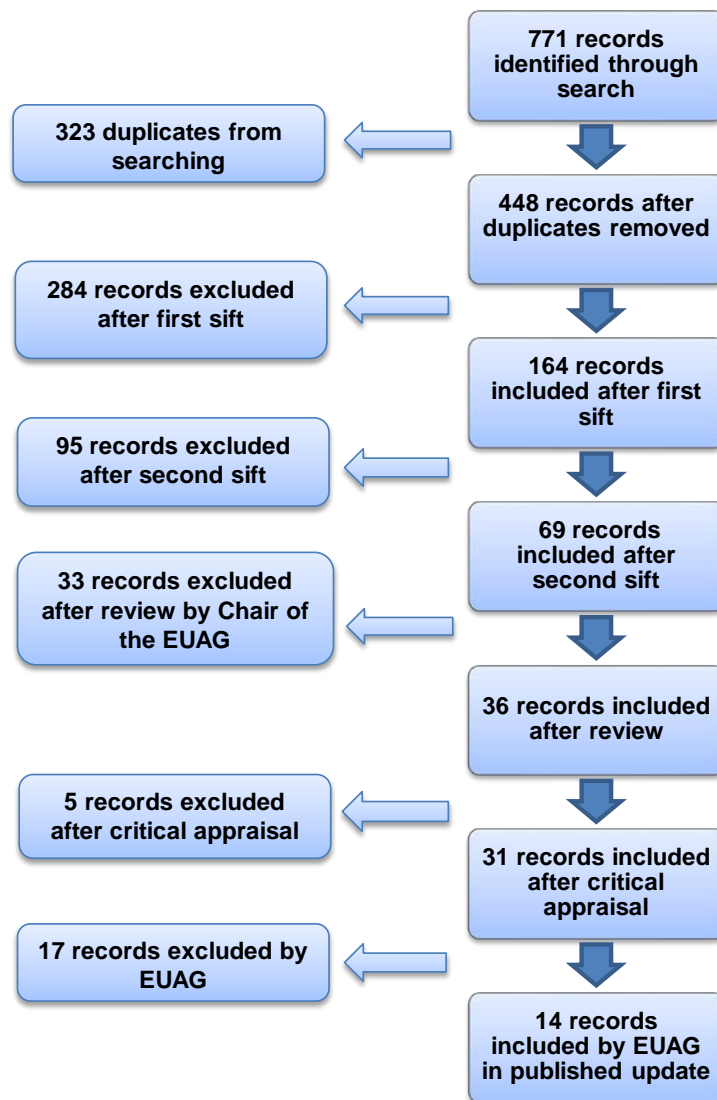 771 records
identified through
search
323 duplicates from
searching
448 records after
duplicates removed
284 records excluded
after first sift
164 records
included after first
sift
95 records excluded
after second sift
69 records
included after
second sift
33 records excluded
after review by Chair of
the EUAG
36 records included
after review
5 records excluded
after critical appraisal
31 records included
after critical
appraisal
17 records excluded by
EUAG
14 records
included by EUAG
in published update